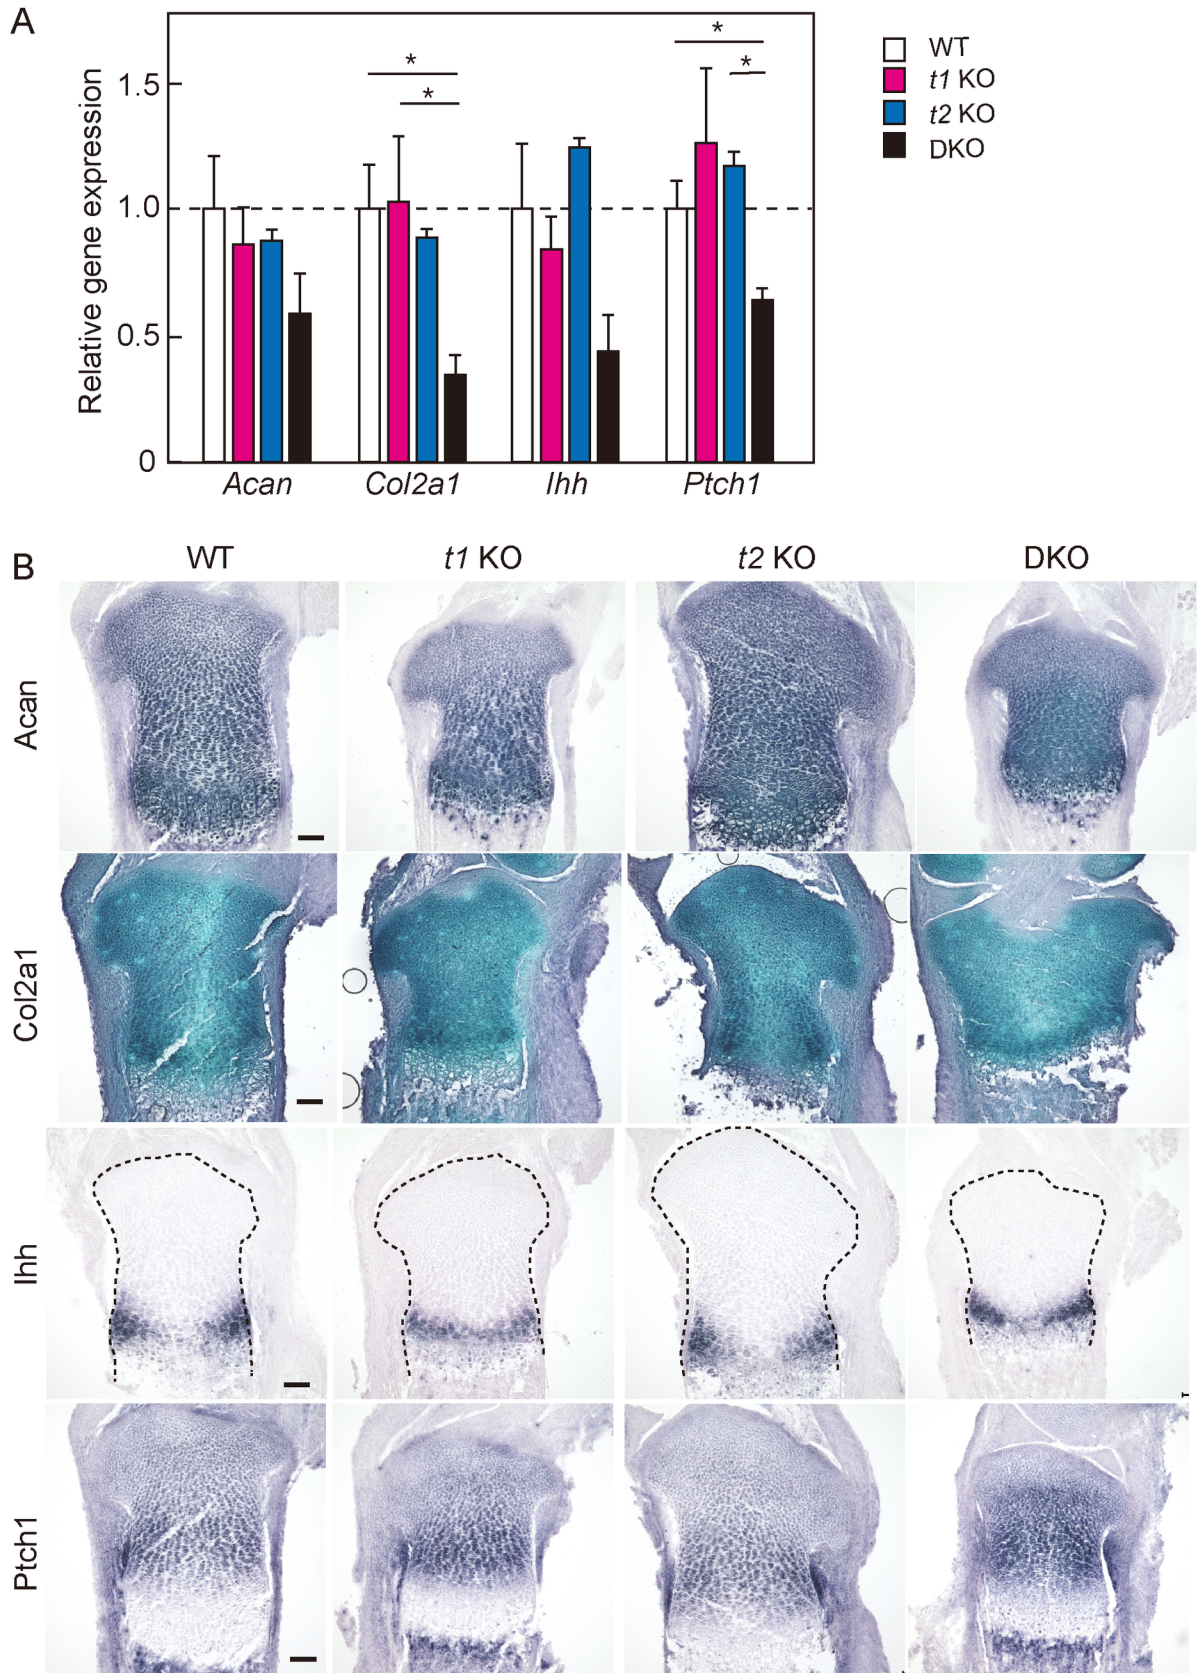 A
Relative gene expression
1.5
1.0
0.5
0
*
*
*
*
WT
t1 KO
t2 KO
DKO
Acan Col2a1 Ihh Ptch1
B
WT t1 KO t2 KO DKO
Acan
Col2a1
Ihh
Ptch1